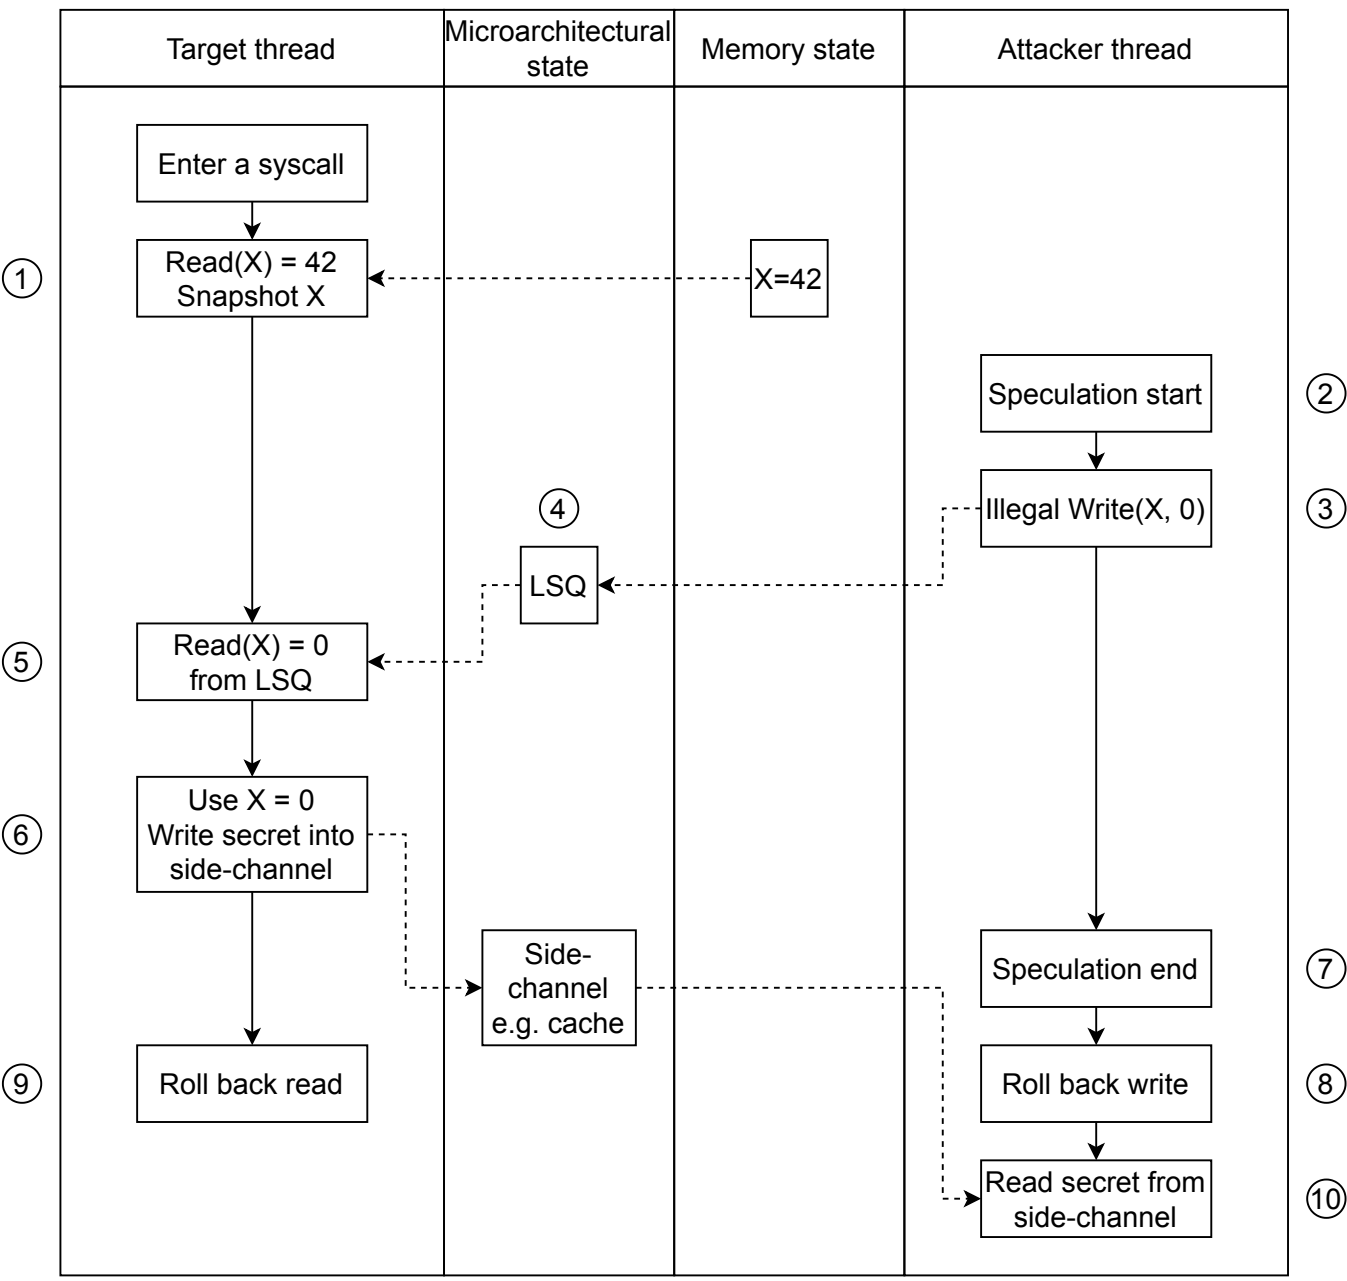 Target thread
Microarchitectural
state
Memory state
Attacker thread
Enter a syscall
1
Read(X) = 42
Snapshot X
X=42
Speculation start
2
4
Illegal Write(X, 0)
3
LSQ
5
Read(X) = 0
from LSQ
6
Use X = 0
Write secret into
side-channel
Side-
channel
e.g. cache
Speculation end
7
9
Roll back read
Roll back write
8
Read secret from
side-channel
10